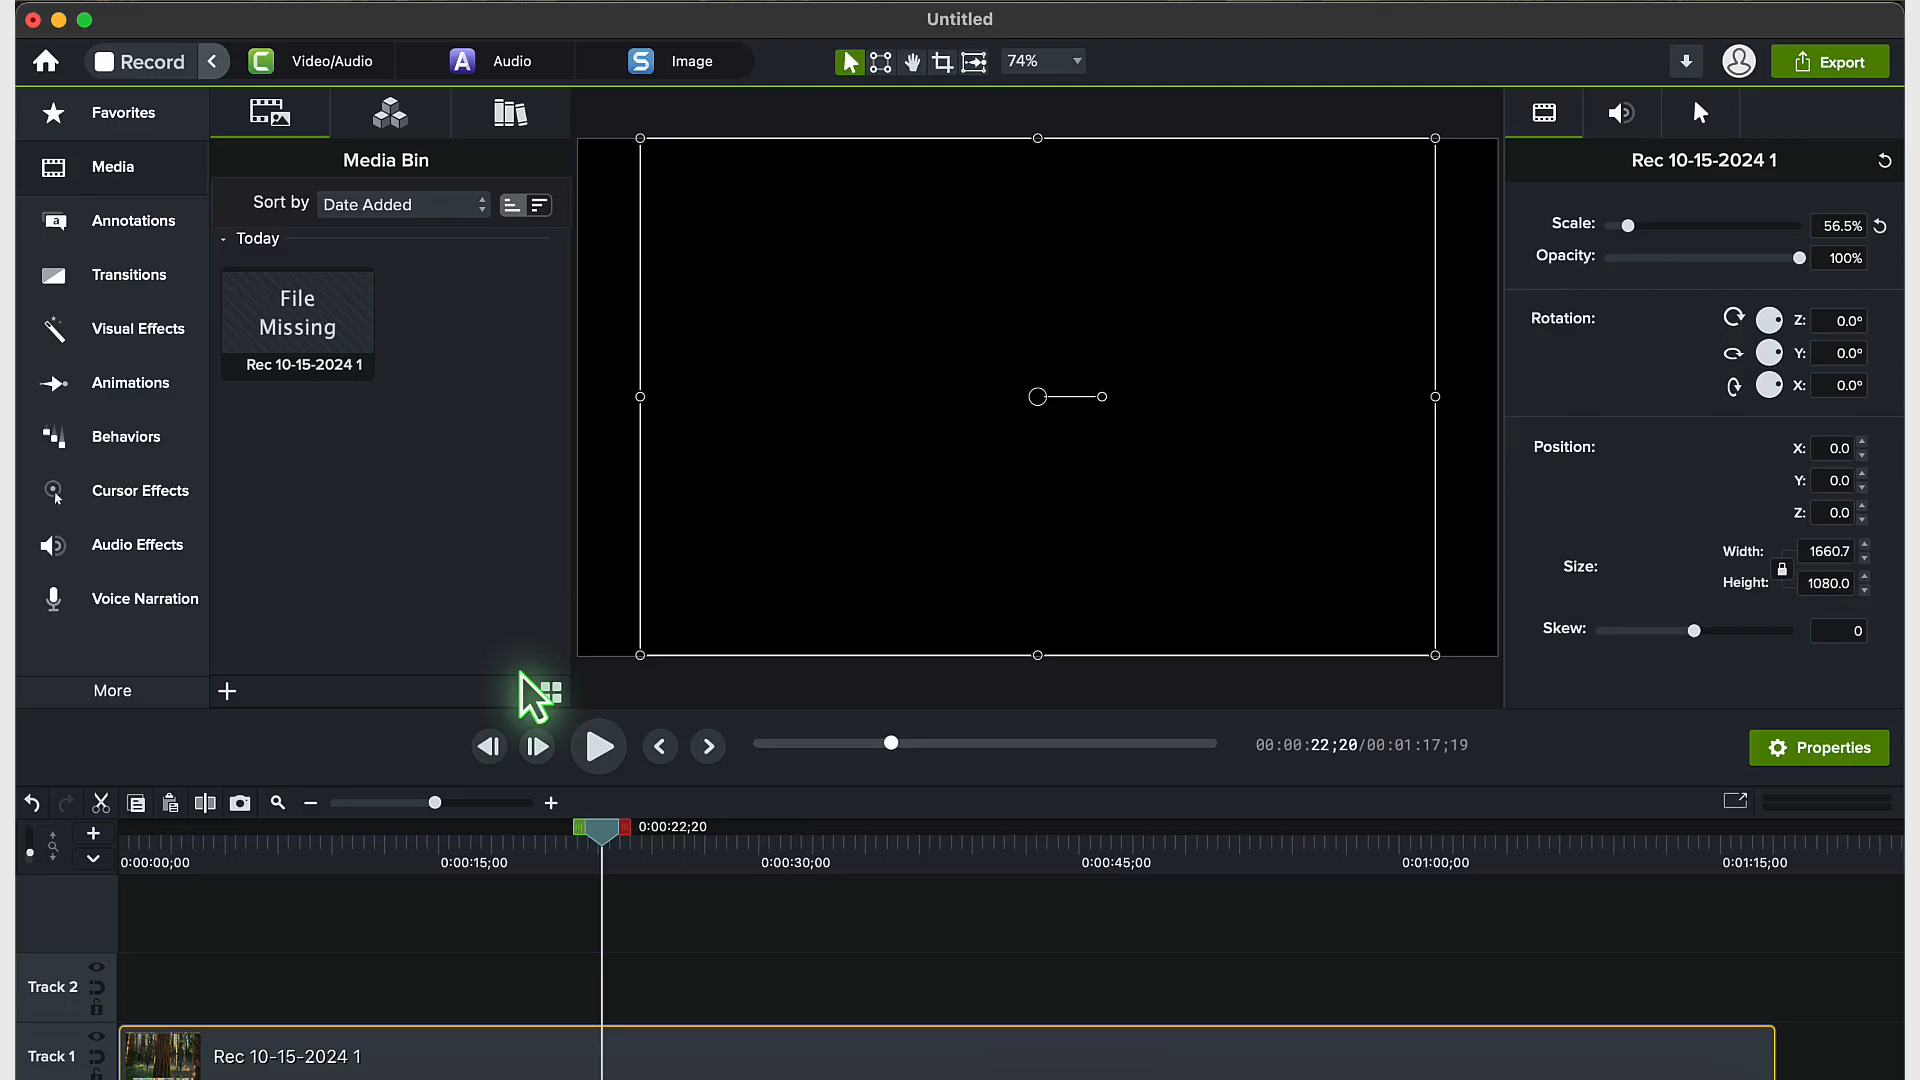 Untitled
Record
Video/Audio
Audio
Image
74%
Export
Favorites
Media
Annotations
Transitions
Visual Effects
Animations
Behaviors
Cursor Effects
Audio Effects
Voice Narration
More
Media Bin
Sort by Date Added
Today
File
Missing
Rec 10-15-2024 1
Rec 10-15-2024 1
Scale: 56.5%
Opacity: 100%
Rotation: Z: 0.0°
Y: 0.0°
X: 0.0°
Position: X: 0.0
Y: 0.0
Z: 0.0
Size: Width: 1660.7
Height: 1080.0
Skew: 0
00:00:22;20/00:01:17;19
Properties
0:00:22;20
0:00:00;00 0:00:15;00 0:00:30;00 0:00:45;00 0:01:00;00 0:01:15;00
Track 2
Track 1
Rec 10-15-2024 1